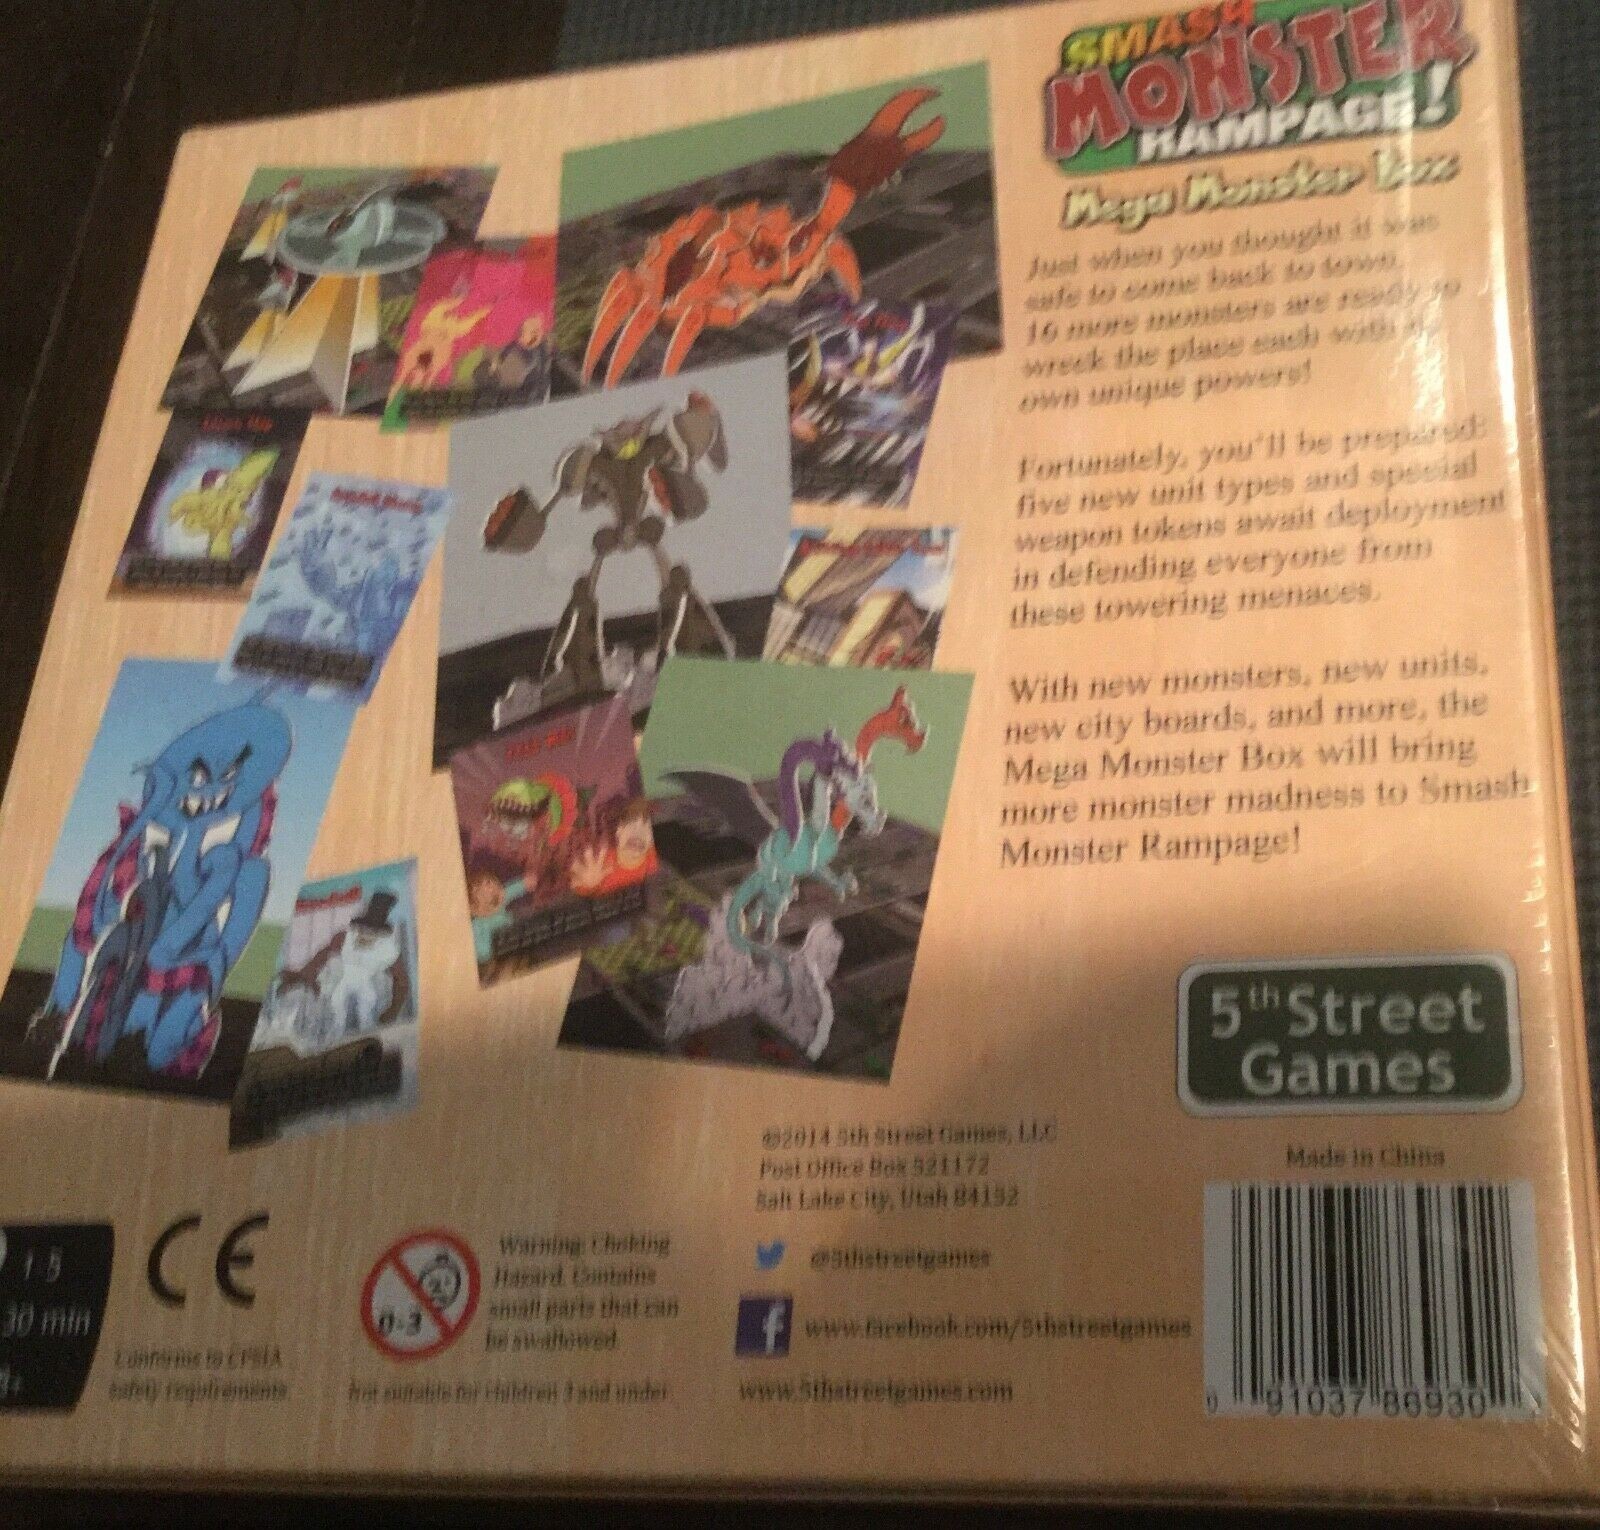 SMASH
MONSTER
RAMPAGE!
Mega Monster Box
Just when you thought it was
safe to come back to town,
16 more monsters are ready to
wreck the place each with
own unique powers!
Fortunately, you'll be prepared:
five new unit types and special
weapon tokens await deployment
in defending everyone from
these towering menaces.
With new monsters, new units,
new city boards, and more, the
Mega Monster Box will bring
more monster madness to Smash
Monster Rampage!
5th Street
Games
©2014 5th Street Games, LLC
Post Office Box 521172
Salt Lake City, Utah 84152
@5thstreetgames
www.facebook.com/5thstreetgames
www.5thstreetgames.com
Made in China
0 91037 86930
1 5
30 min
CE
Conforms to CPSIA
safety requirements
0-3
Warning: Choking
Hazard. Contains
small parts that can
be swallowed.
Not suitable for children 3 and under